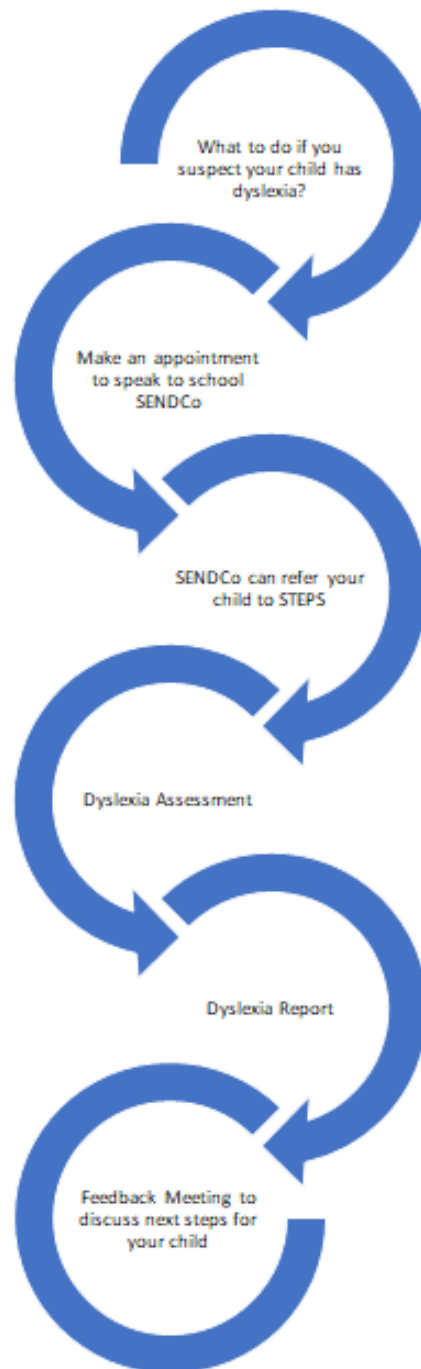 What to do if you
suspect your child has
dyslexia?
Make an appointment
to speak to school
SENDCo
SENDCo can refer your
child to STEPS
Dyslexia Assessment
Dyslexia Report
Feedback Meeting to
discuss next steps for
your child